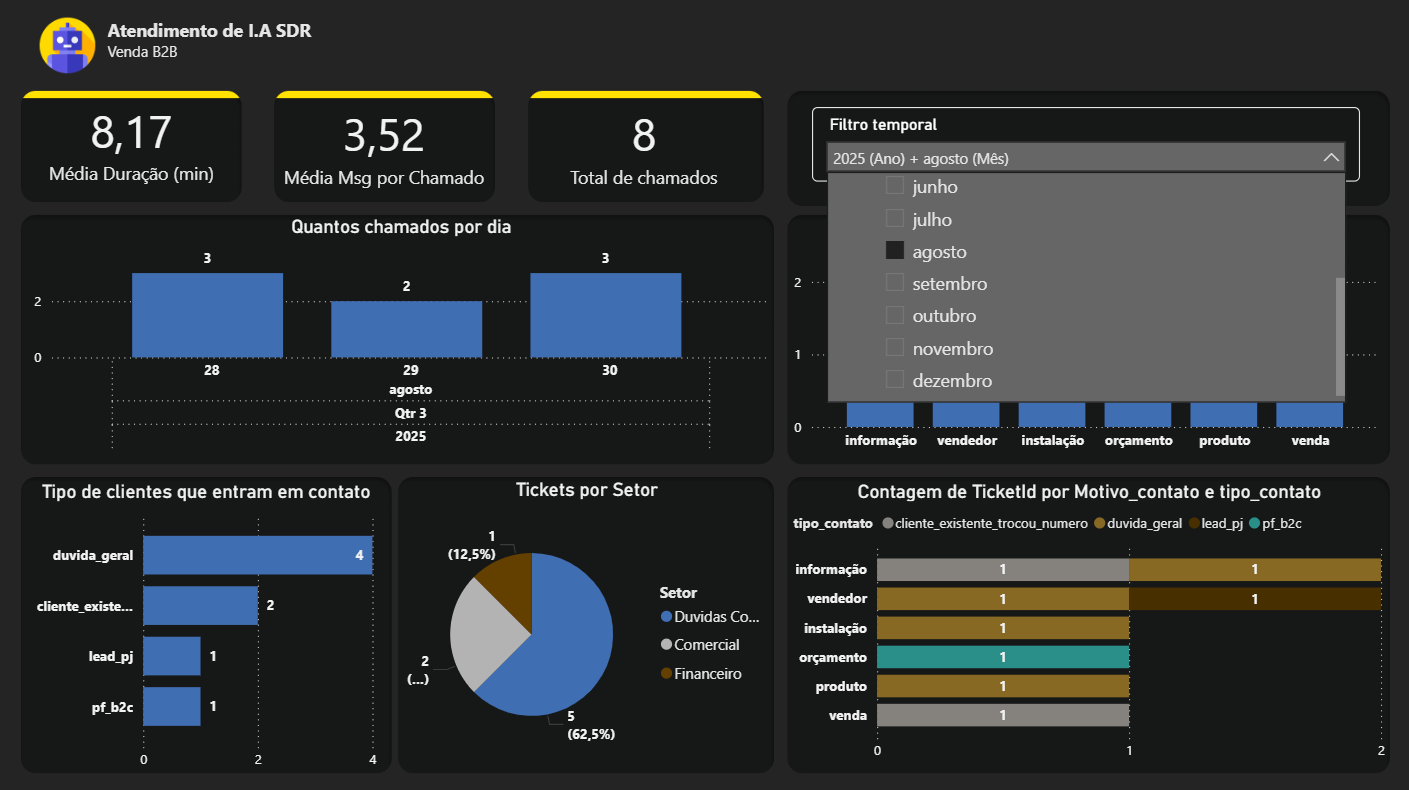 Atendimento de I.A SDR
Venda B2B
8,17
Média Duração (min)
3,52
Média Msg por Chamado
8
Total de chamados
Filtro temporal
2025 (Ano) + agosto (Mês)
junho
julho
agosto
setembro
outubro
novembro
dezembro
Quantos chamados por dia
3
2
3
2
0
28
29
30
agosto
Qtr 3
2025
2
1
0
informação
vendedor
instalação
orçamento
produto
venda
Tipo de clientes que entram em contato
duvida_geral
4
cliente_existe...
2
lead_pj
1
pf_b2c
1
0
2
4
Tickets por Setor
1
(12,5%)
2
(...)
5
(62,5%)
Setor
Duvidas Co...
Comercial
Financeiro
Contagem de TicketId por Motivo_contato e tipo_contato
tipo_contato cliente_existente_trocou_numero duvida_geral lead_pj pf_b2c
informação 1 1
vendedor 1 1
instalação 1
orçamento 1
produto 1
venda 1
0 1 2